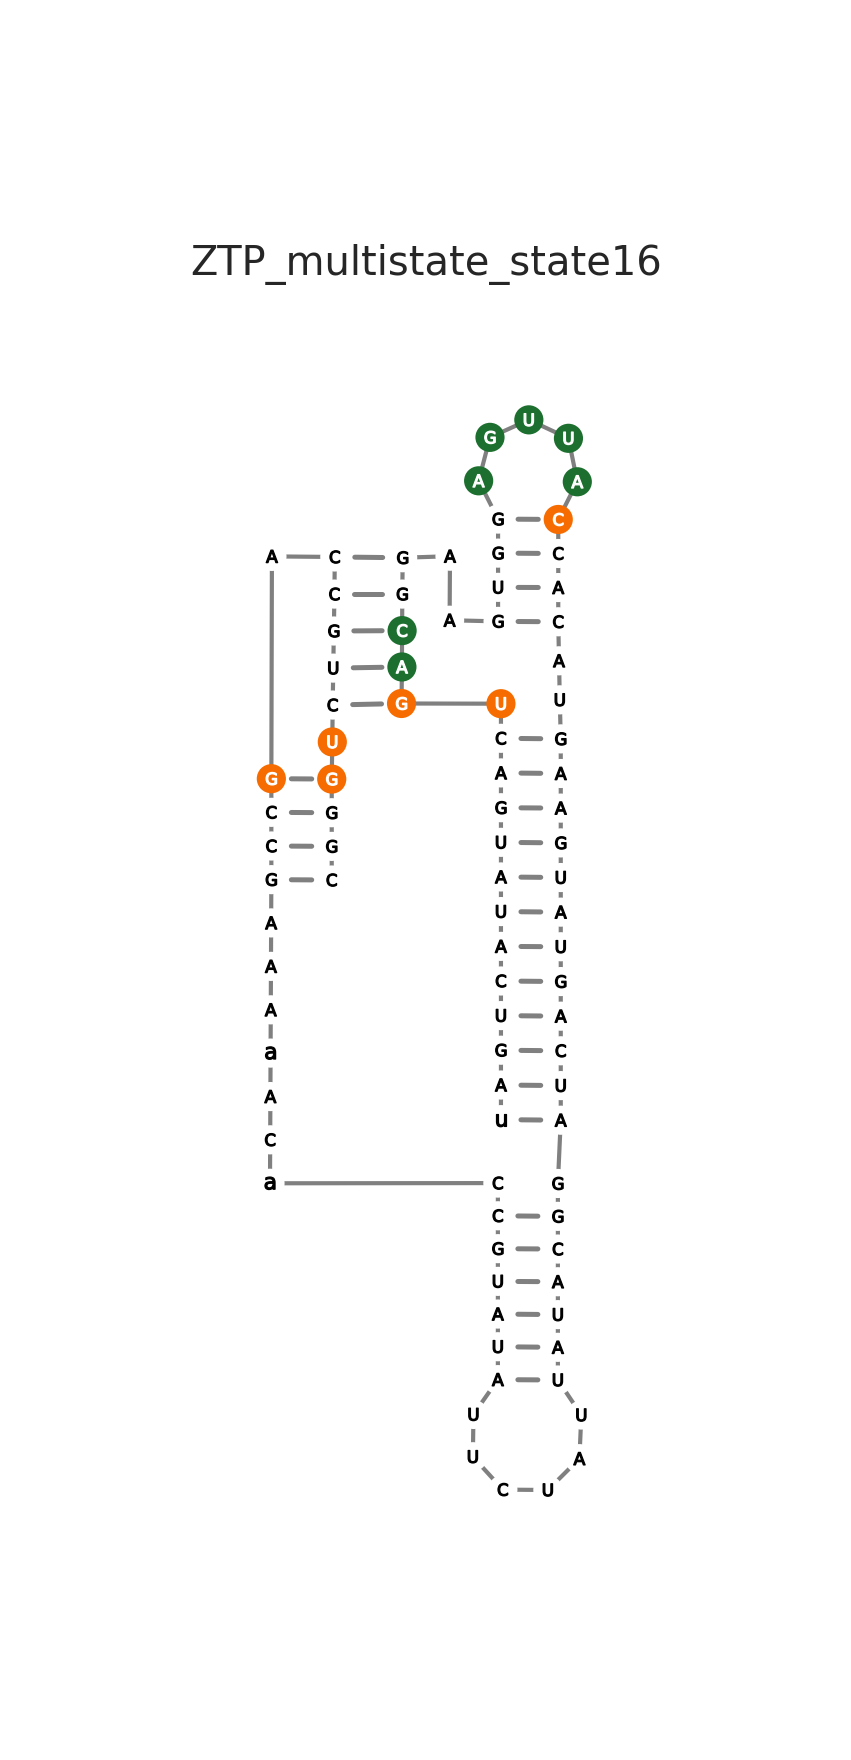 ZTP_multistate_state16
U
G U
A A
G C
A C G A G C
C G U A
G C A G C
U A A
C G U U
U C G
G G A A
C G G A
C G U G
G C A U
A U A
A A U
C G
A U A
a G C
A A U
u A
C
a C G
C G
G C
U A
A U
U A
A U
U U
U A
C U